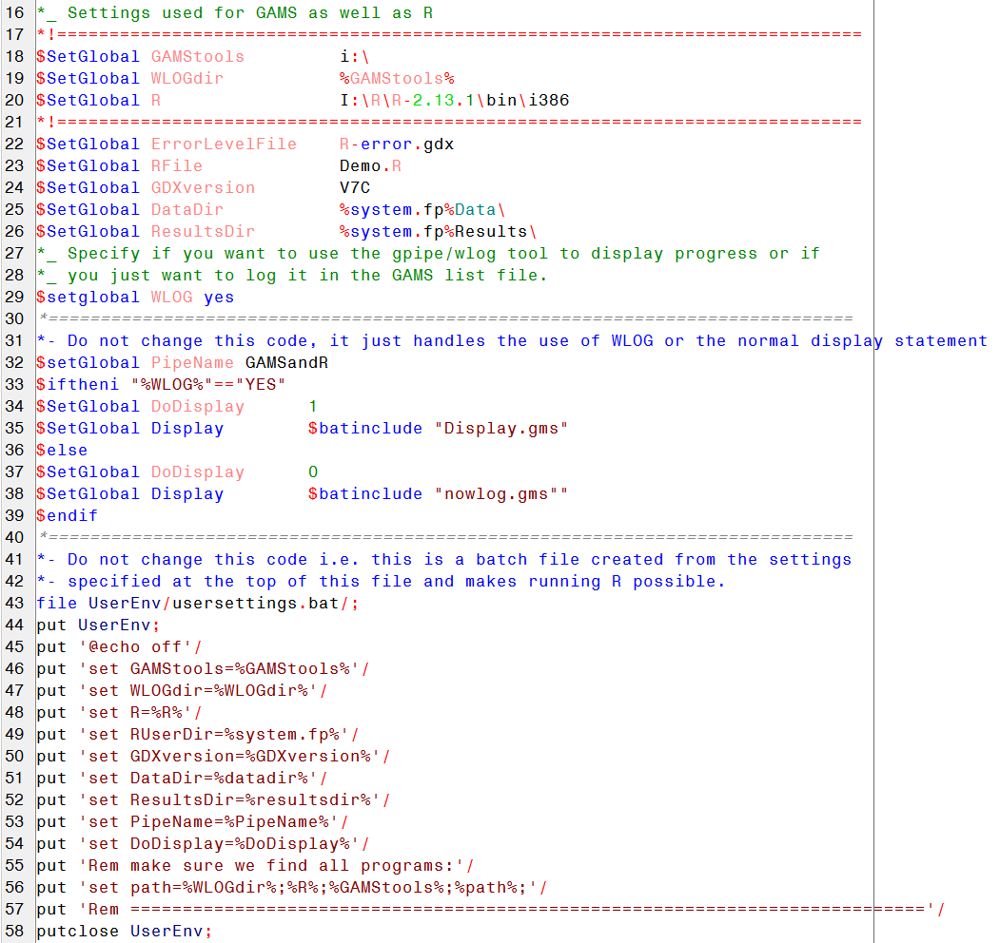 16 *_ Settings used for GAMS as well as R
17 *!=============================================================================
18 $SetGlobal GAMStools i:\
19 $SetGlobal WLOGdir %GAMStools%
20 $SetGlobal R I:\R\R-2.13.1\bin\i386
21 *!=============================================================================
22 $SetGlobal ErrorLevelFile R-error.gdx
23 $SetGlobal RFile Demo.R
24 $SetGlobal GDXversion V7C
25 $SetGlobal DataDir %system.fp%Data\
26 $SetGlobal ResultsDir %system.fp%Results\
27 *_ Specify if you want to use the gpipe/wlog tool to display progress or if
28 *_ you just want to log it in the GAMS list file.
29 $setglobal WLOG yes
30 *=============================================================================
31 *- Do not change this code, it just handles the use of WLOG or the normal display statement
32 $setGlobal PipeName GAMSandR
33 $iftheni "%WLOG%"=="YES"
34 $SetGlobal DoDisplay 1
35 $SetGlobal Display $batinclude "Display.gms"
36 $else
37 $SetGlobal DoDisplay 0
38 $SetGlobal Display $batinclude "nowlog.gms""
39 $endif
40 *=============================================================================
41 *- Do not change this code i.e. this is a batch file created from the settings
42 *- specified at the top of this file and makes running R possible.
43 file UserEnv/usersettings.bat/;
44 put UserEnv;
45 put '@echo off'/
46 put 'set GAMStools=%GAMStools%'/
47 put 'set WLOGdir=%WLOGdir%'/
48 put 'set R=%R%'/
49 put 'set RUserDir=%system.fp%'/
50 put 'set GDXversion=%GDXversion%'/
51 put 'set DataDir=%datadir%'/
52 put 'set ResultsDir=%resultsdir%'/
53 put 'set PipeName=%PipeName%'/
54 put 'set DoDisplay=%DoDisplay%'/
55 put 'Rem make sure we find all programs:'/
56 put 'set path=%WLOGdir%;%R%;%GAMStools%;%path%;'/
57 put 'Rem ============================================================================'/
58 putclose UserEnv;